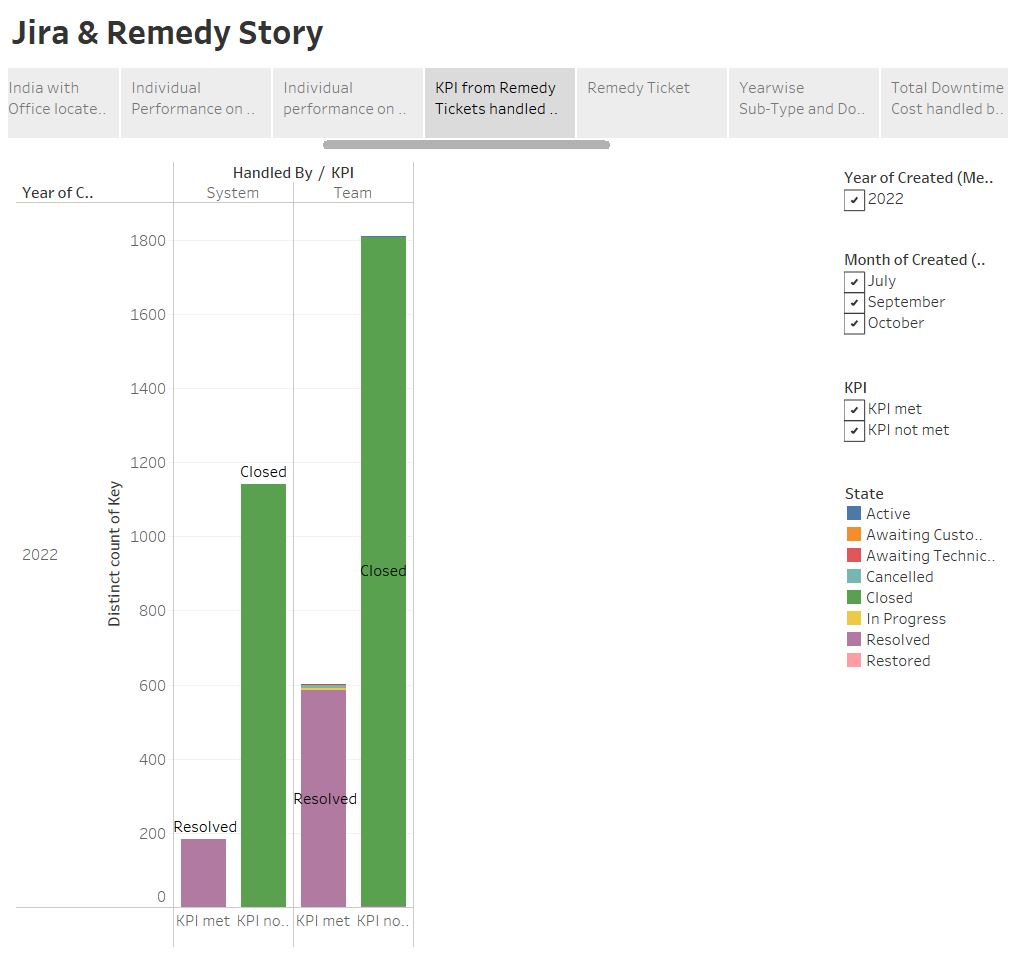 Jira & Remedy Story
India with
Office locate..
Individual
Performance on ..
Individual
performance on ..
KPI from Remedy
Tickets handled ..
Remedy Ticket
Yearwise
Sub-Type and Do..
Total Downtime
Cost handled b..
Handled By / KPI
Year of C..
System
Team
1800
1600
1400
1200
1000
800
600
400
200
0
Distinct count of Key
2022
Closed
Closed
Resolved
Resolved
KPI met
KPI no..
KPI met
KPI no..
Year of Created (Me..
2022
Month of Created (..
July
September
October
KPI
KPI met
KPI not met
State
Active
Awaiting Custo..
Awaiting Technic..
Cancelled
Closed
In Progress
Resolved
Restored